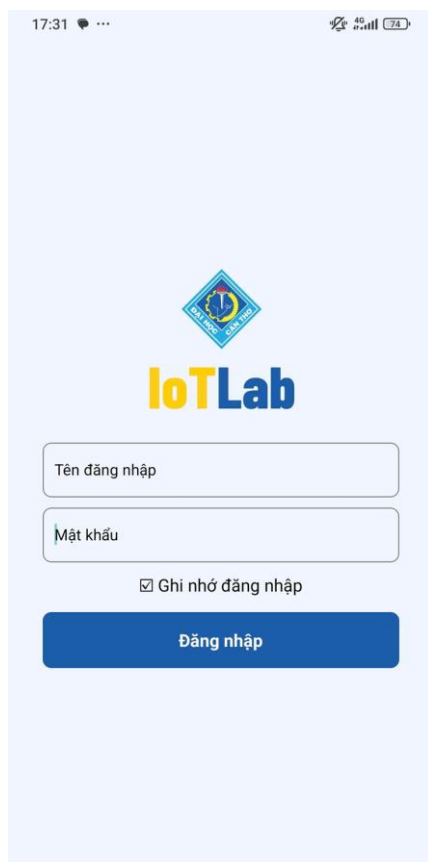 17:31
4G
74
ĐẠI HỌC CẦN THƠ
IoTLab
Tên đăng nhập
Mật khẩu
Ghi nhớ đăng nhập
Đăng nhập